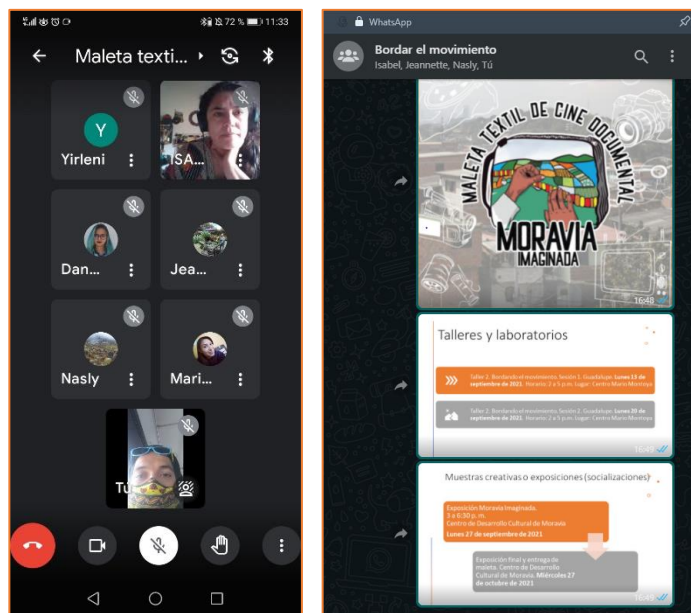 72 % 11:33
Maleta texti...
Y
Yirleni
ISA...
Dan...
Jea...
Nasly
Mari...
Tú
WhatsApp
Bordar el movimiento
Isabel, Jeannette, Nasly, Tú
MALETA TEXTIL DE CINE DOCUMENTAL
MORAVIA
IMAGINADA
16:48
Talleres y laboratorios
Taller 2. Bordando el movimiento. Sesión 1. Guadalupe. Lunes 13 de
septiembre de 2021. Horario: 2 a 5 p.m. Lugar: Centro Mario Montoya
Taller 2. Bordando el movimiento. Sesión 2. Guadalupe. Lunes 20 de
septiembre de 2021. Horario: 2 a 5 p.m. Lugar: Centro Mario Montoya
16:49
Muestras creativas o exposiciones (socializaciones)
Exposición Moravia Imaginada.
3 a 6:30 p. m.
Centro de Desarrollo Cultural de Moravia
Lunes 27 de septiembre de 2021
Exposición final y entrega de
maleta. Centro de Desarrollo
Cultural de Moravia. Miércoles 27
de octubre de 2021
16:49